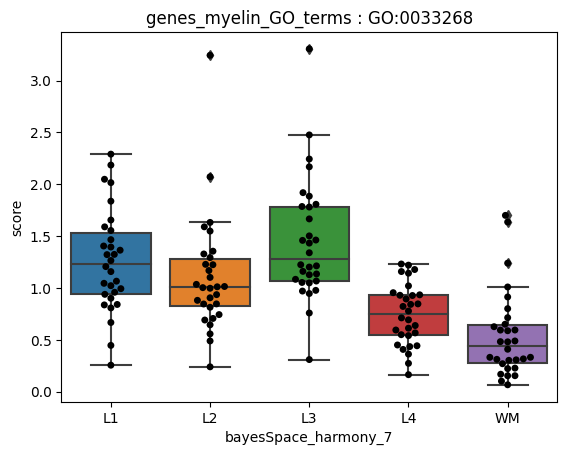 genes_myelin_GO_terms : GO:0033268
3.0
2.5
2.0
1.5
1.0
0.5
0.0
score
L1 L2 L3 L4 WM
bayesSpace_harmony_7